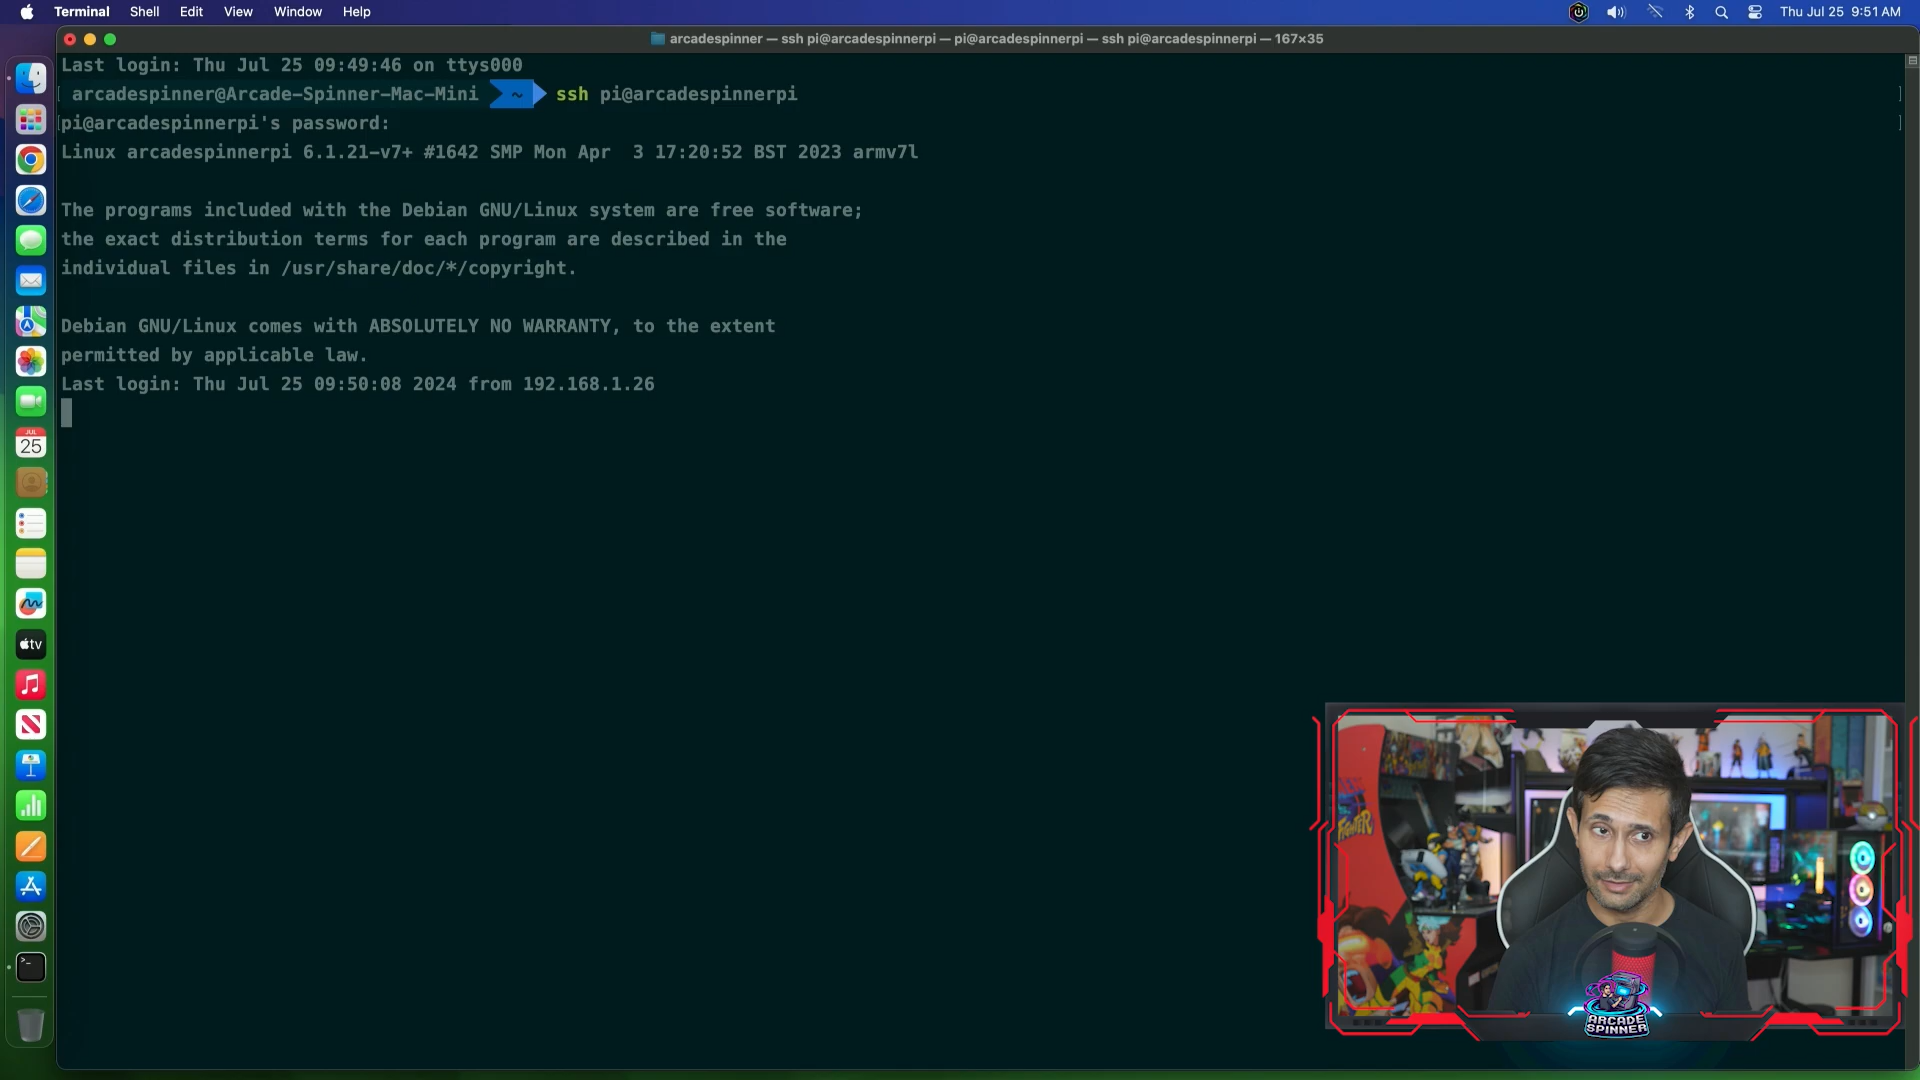 Terminal Shell Edit View Window Help Thu Jul 25 9:51 AM
arcadespinner — ssh pi@arcadespinnerpi — pi@arcadespinnerpi — ssh pi@arcadespinnerpi — 167×35
Last login: Thu Jul 25 09:49:46 on ttys000
[ arcadespinner@Arcade-Spinner-Mac-Mini ~ ssh pi@arcadespinnerpi ]
[pi@arcadespinnerpi's password: ]
Linux arcadespinnerpi 6.1.21-v7+ #1642 SMP Mon Apr  3 17:20:52 BST 2023 armv7l
The programs included with the Debian GNU/Linux system are free software;
the exact distribution terms for each program are described in the
individual files in /usr/share/doc/*/copyright.
Debian GNU/Linux comes with ABSOLUTELY NO WARRANTY, to the extent
permitted by applicable law.
Last login: Thu Jul 25 09:50:08 2024 from 192.168.1.26
JUL
25
tv
>_
FIGHTER
ARCADE
SPINNER